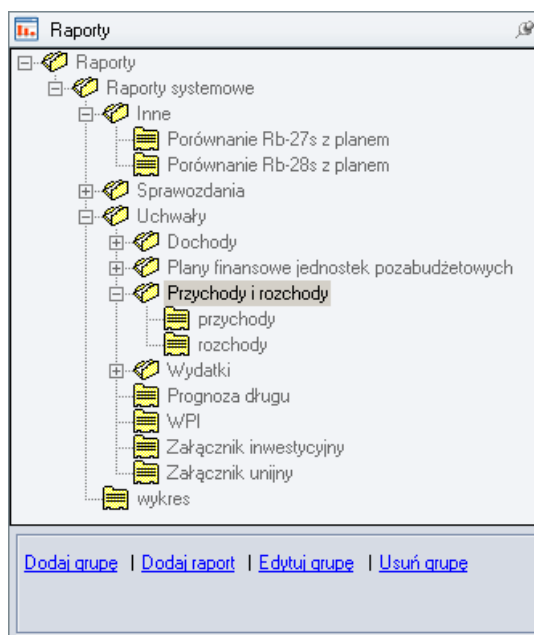 Raporty
Raporty
Raporty systemowe
Inne
Porównanie Rb-27s z planem
Porównanie Rb-28s z planem
Sprawozdania
Uchwały
Dochody
Plany finansowe jednostek pozabudżetowych
Przychody i rozchody
przychody
rozchody
Wydatki
Prognoza długu
WPI
Załącznik inwestycyjny
Załącznik unijny
wykres
Dodaj grupę | Dodaj raport | Edytuj grupę | Usuń grupę